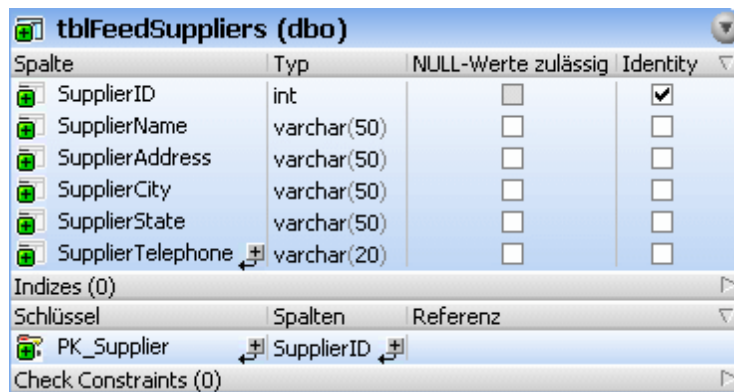 tblFeedSuppliers (dbo)
Spalte Typ NULL-Werte zulässig Identity
SupplierID int
SupplierName varchar(50)
SupplierAddress varchar(50)
SupplierCity varchar(50)
SupplierState varchar(50)
SupplierTelephone varchar(20)
Indizes (0)
Schlüssel Spalten Referenz
PK_Supplier SupplierID
Check Constraints (0)